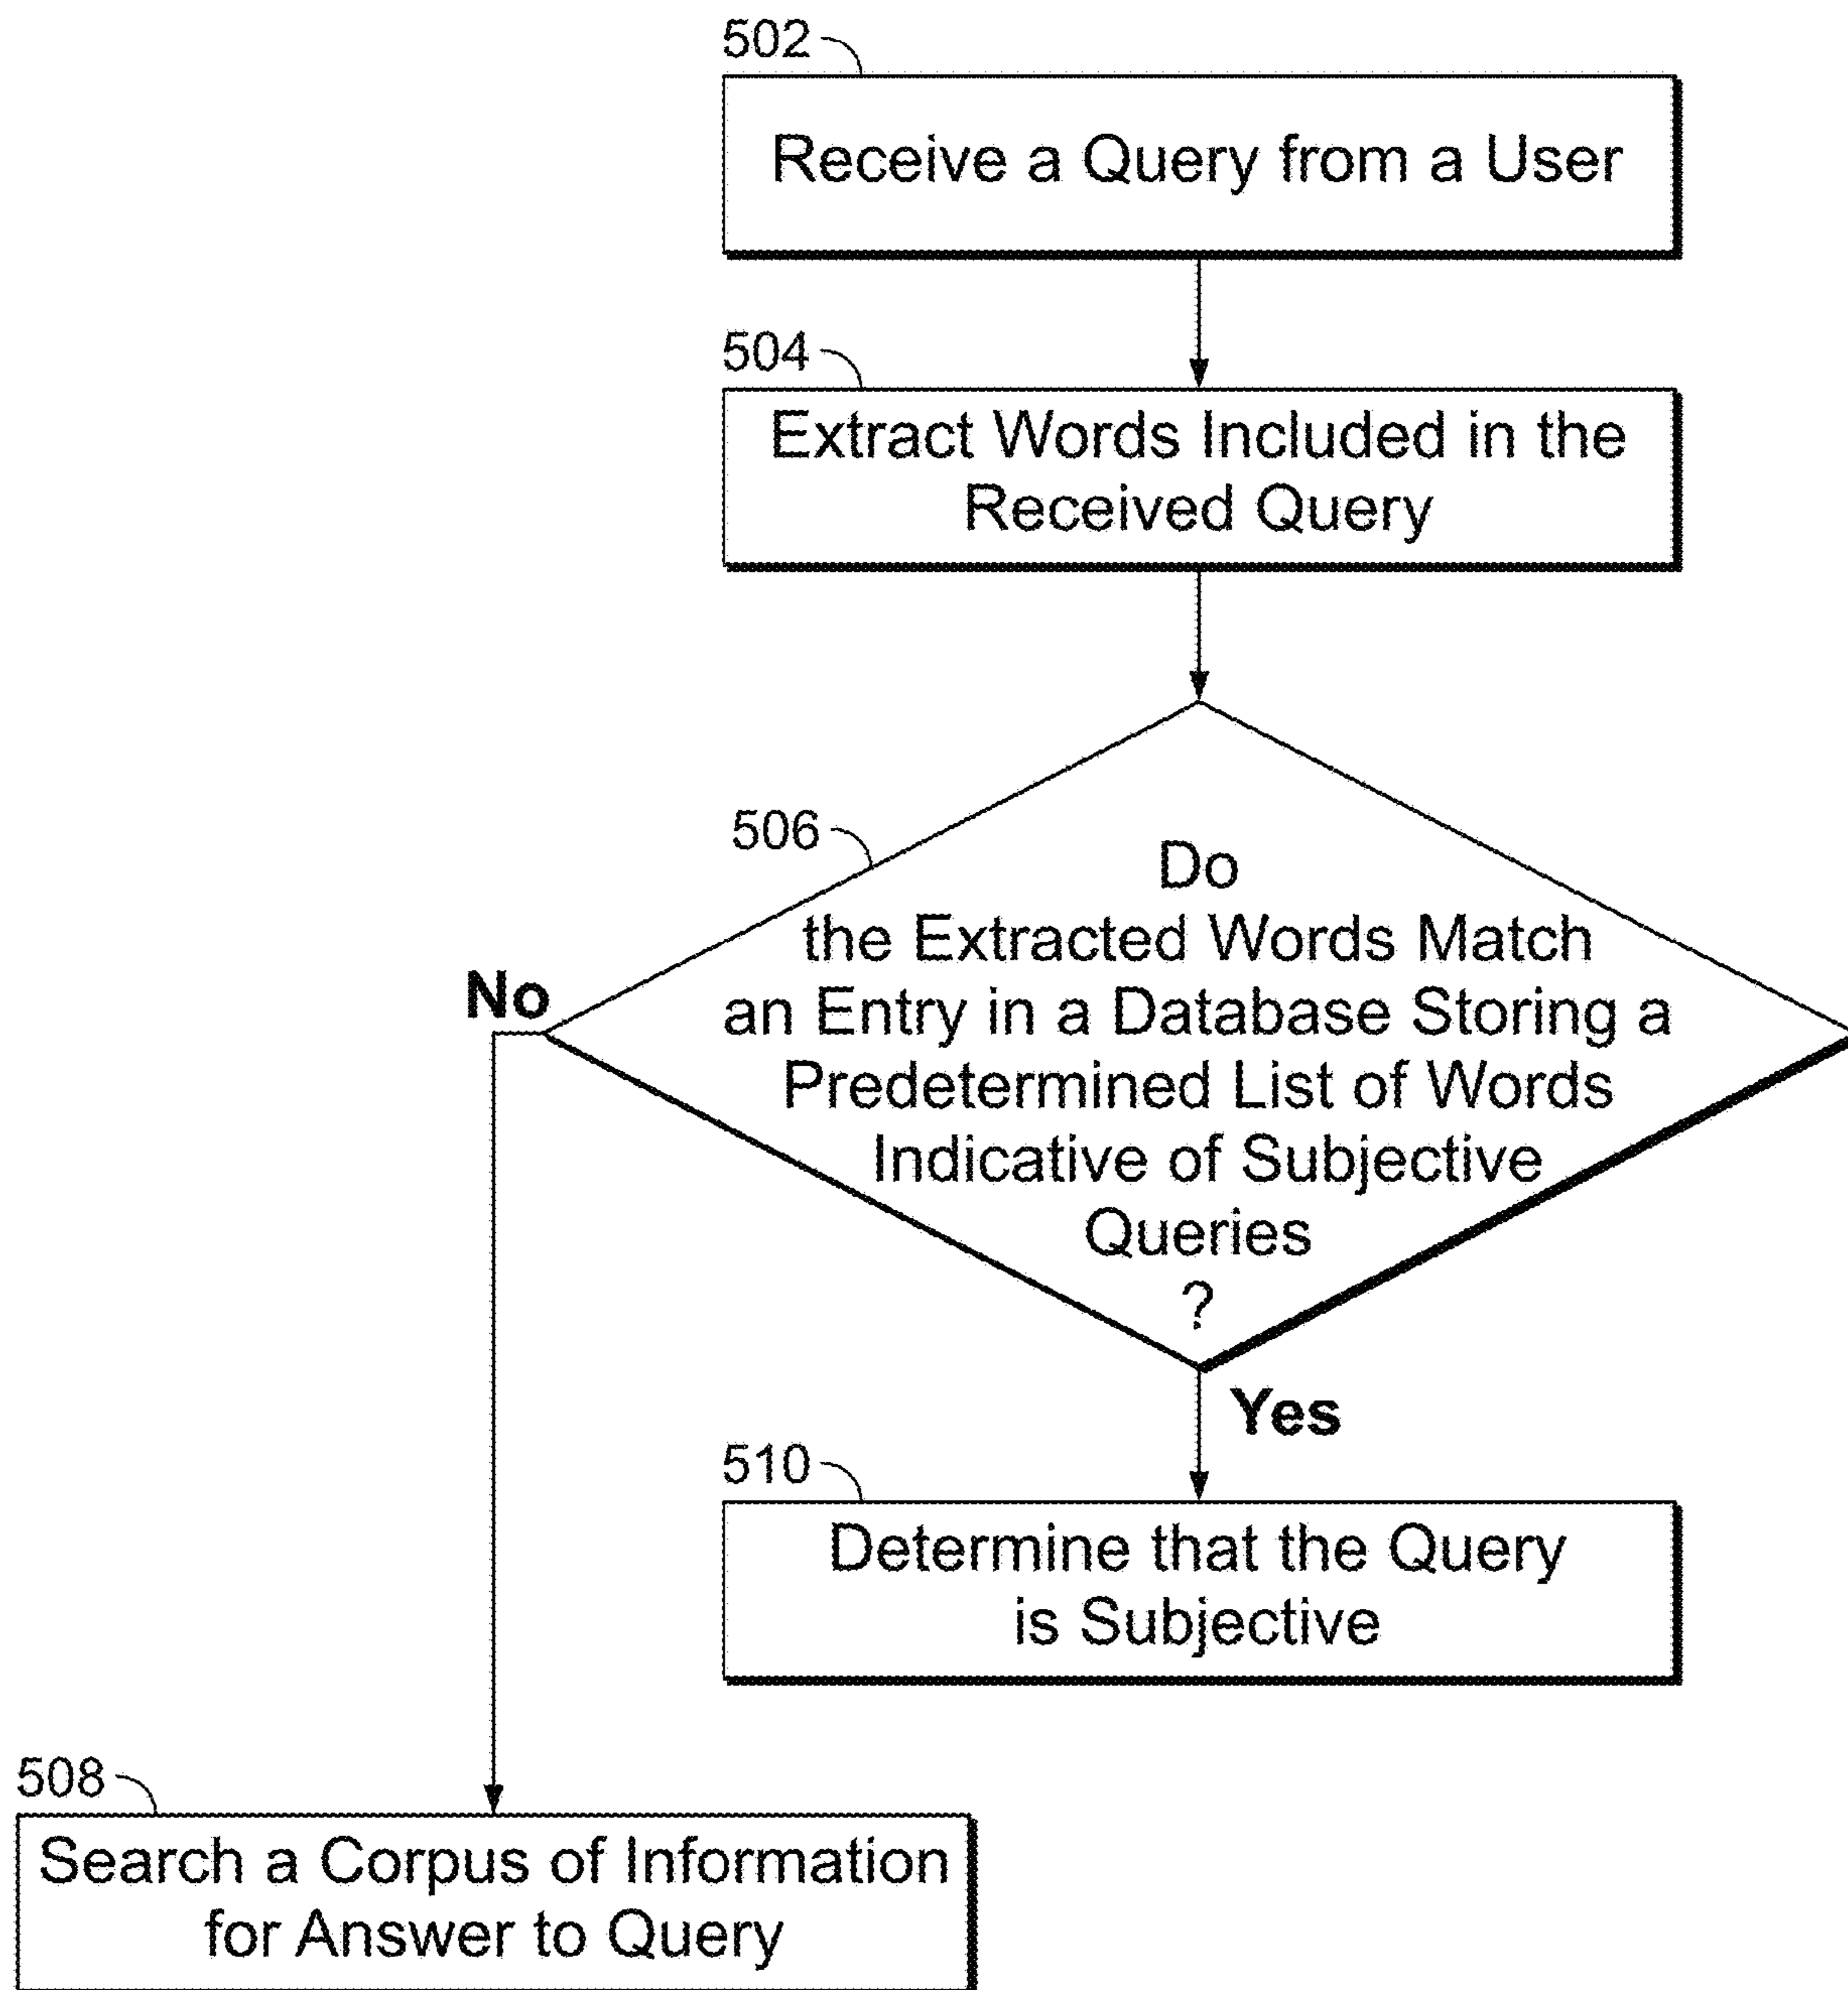 502
Receive a Query from a User
504
Extract Words Included in the
Received Query
506
Do
the Extracted Words Match
an Entry in a Database Storing a
Predetermined List of Words
Indicative of Subjective
Queries
?
No
Yes
510
Determine that the Query
is Subjective
508
Search a Corpus of Information
for Answer to Query